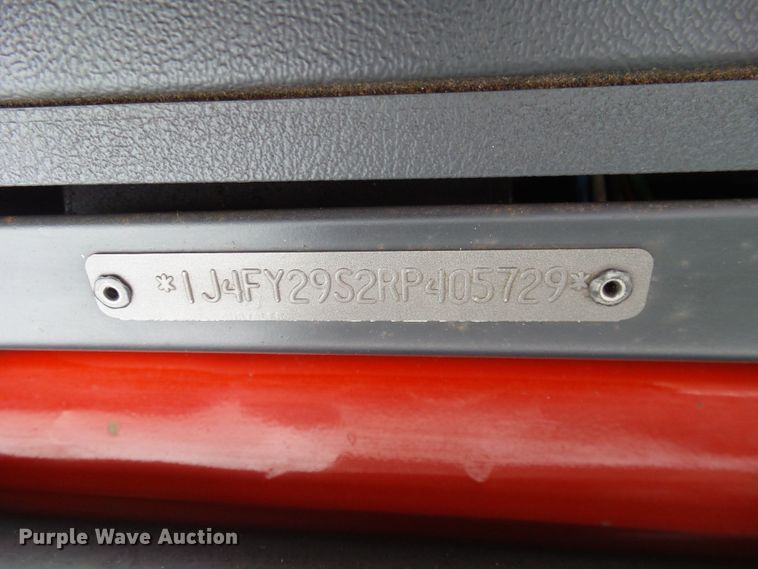 *1J4FY29S2RP405729*
Purple Wave Auction